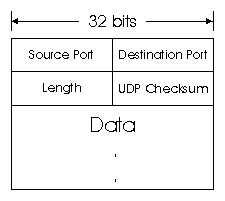 32 bits
Source Port Destination Port
Length UDP Checksum
Data